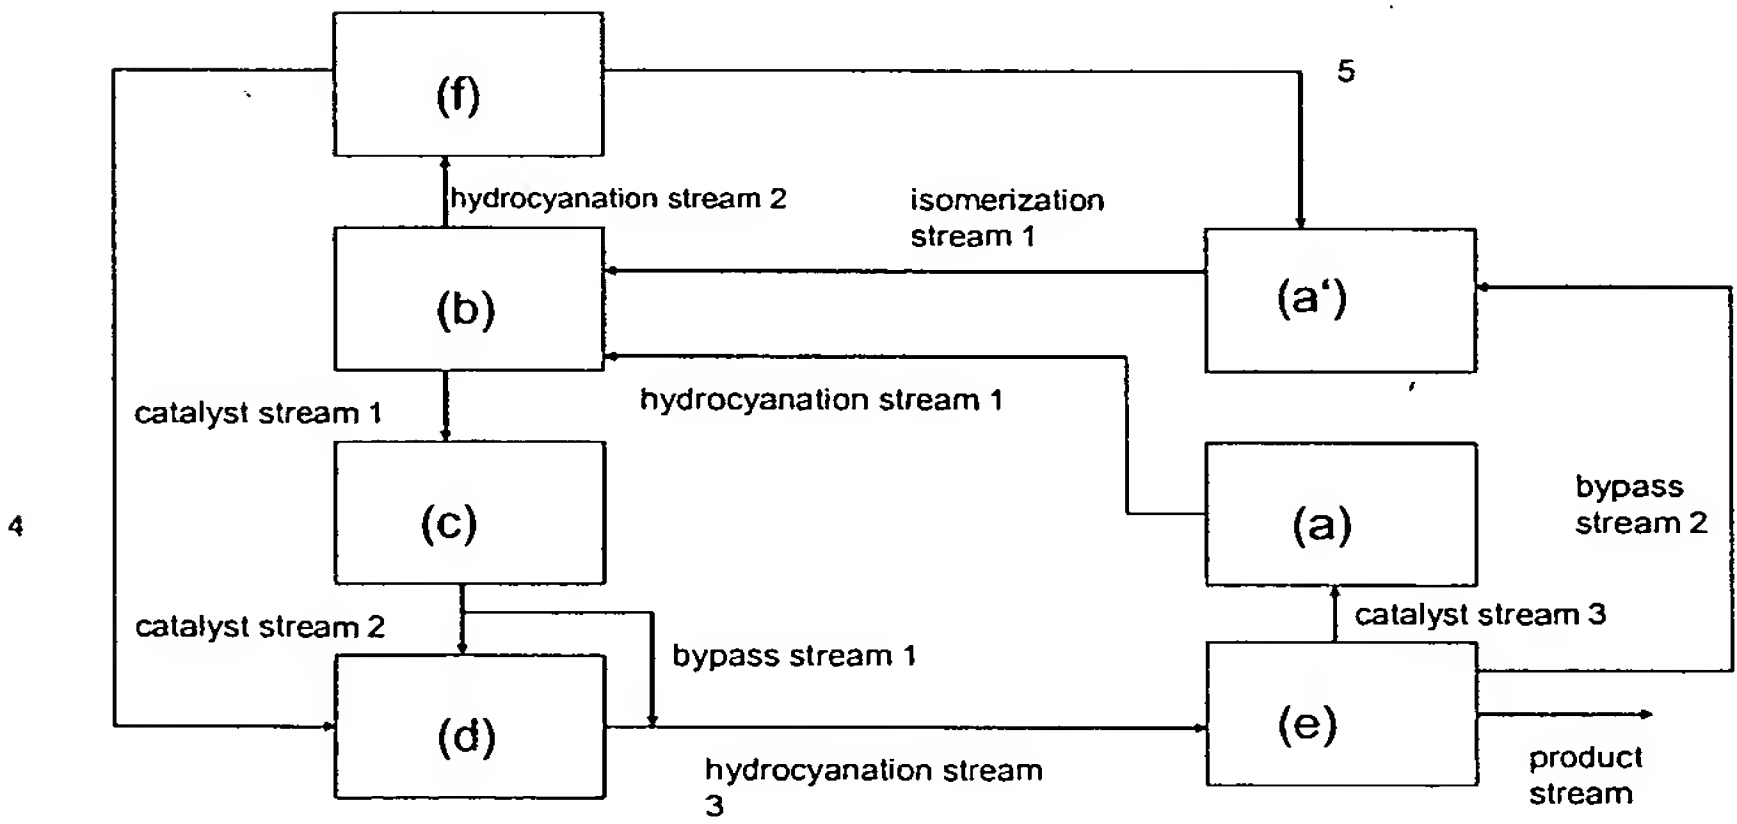 (f)
5
hydrocyanation stream 2
isomerization
stream 1
(b)
(a‘)
catalyst stream 1
hydrocyanation stream 1
(c)
(a)
bypass
stream 2
4
catalyst stream 2
catalyst stream 3
bypass stream 1
(d)
(e)
hydrocyanation stream
3
product
stream